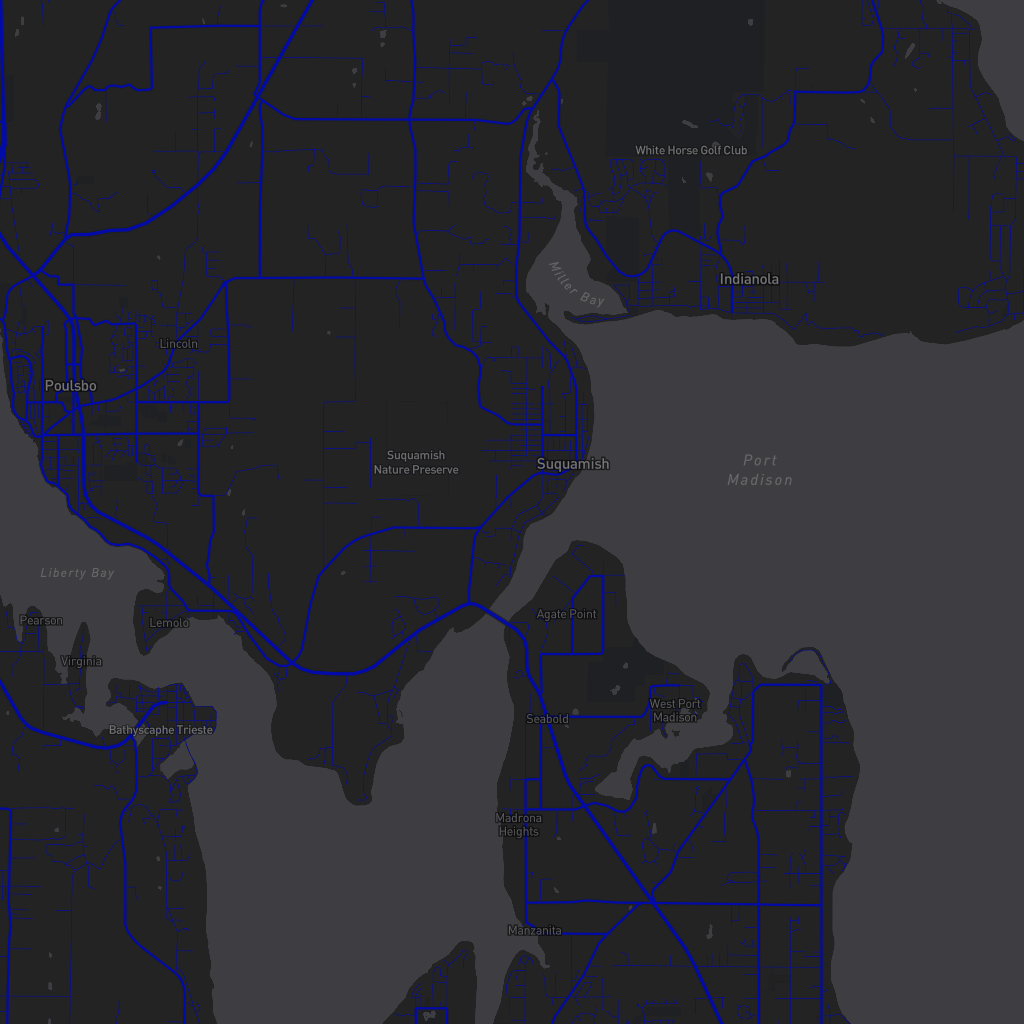 White Horse Golf Club
Miller Bay
Indianola
Lincoln
Poulsbo
Suquamish
Nature Preserve
Suquamish
Port
Madison
Liberty Bay
Pearson
Lemolo
Agate Point
Virginia
West Port
Madison
Seabold
Bathyscaphe Trieste
Madrona
Heights
Manzanita